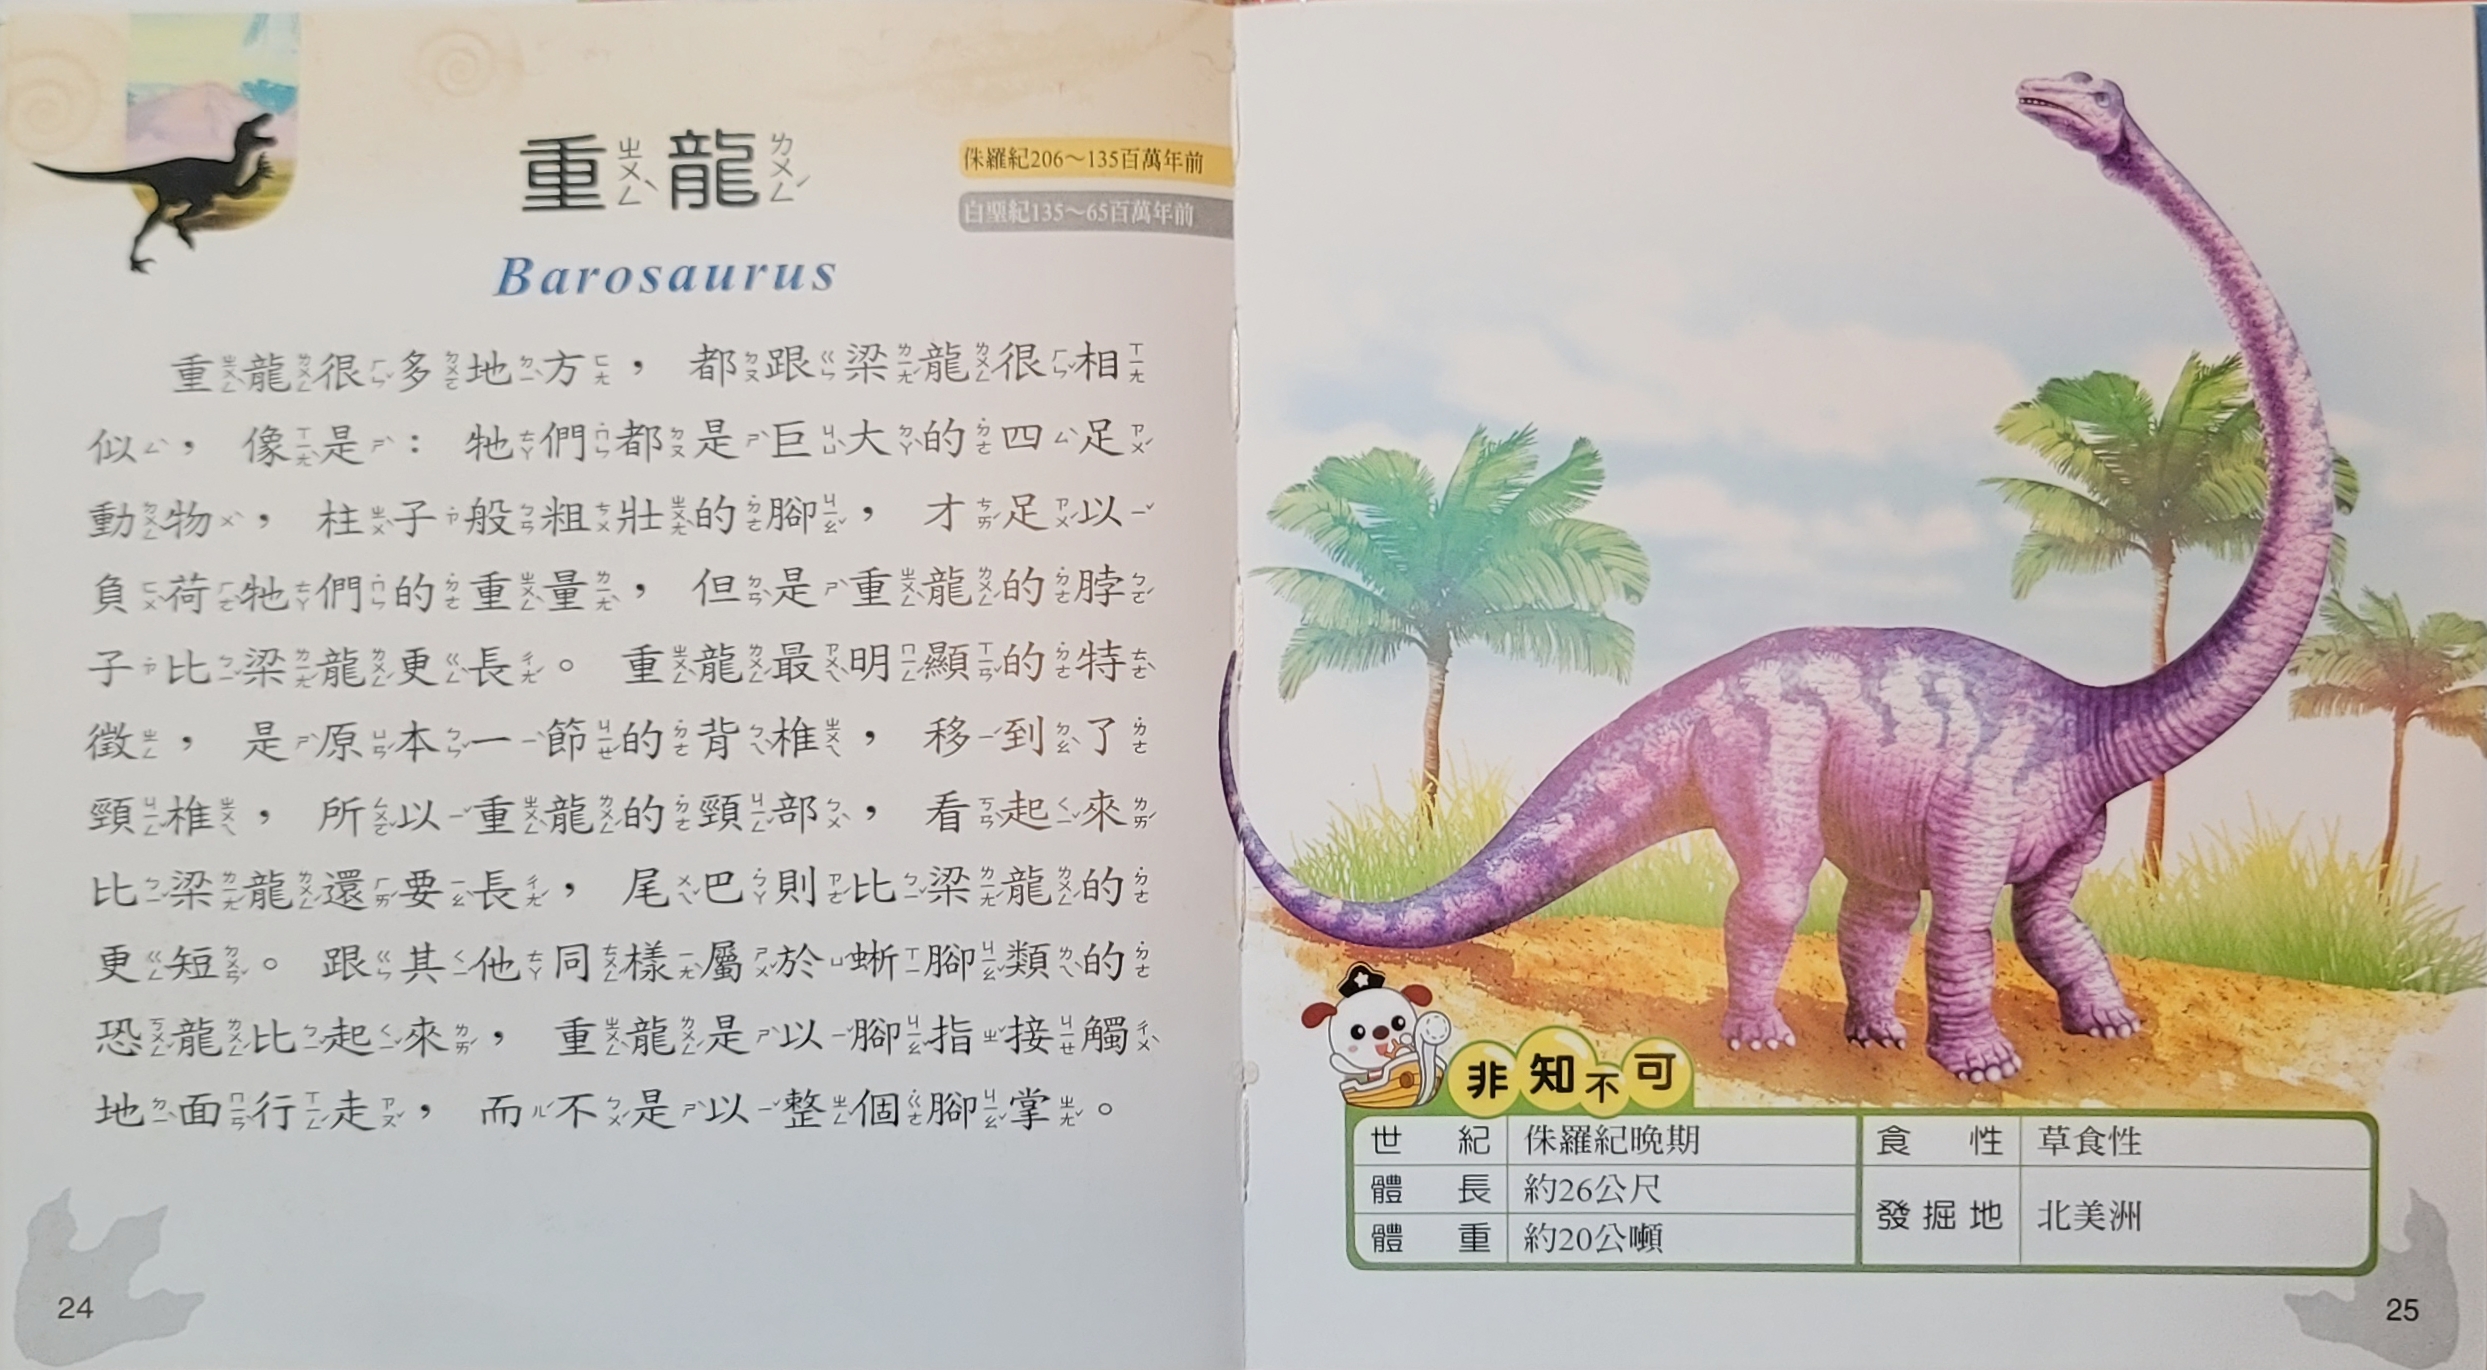 重龍
ㄓㄨㄥˋ ㄌㄨㄥˊ
侏羅紀206～135百萬年前
白堊紀135～65百萬年前
Barosaurus
重龍很多地方，都跟梁龍很相
似，像是：牠們都是巨大的四足
動物，柱子般粗壯的腳，才足以
負荷牠們的重量，但是重龍的脖
子比梁龍更長。重龍最明顯的特
徵，是原本一節的背椎，移到了
頸椎，所以重龍的頸部，看起來
比梁龍還要長，尾巴則比梁龍的
更短。跟其他同樣屬於蜥腳類的
恐龍比起來，重龍是以腳指接觸
地面行走，而不是以整個腳掌。
24
非知不可
世紀 侏羅紀晚期 食性 草食性
體長 約26公尺 發掘地 北美洲
體重 約20公噸
25